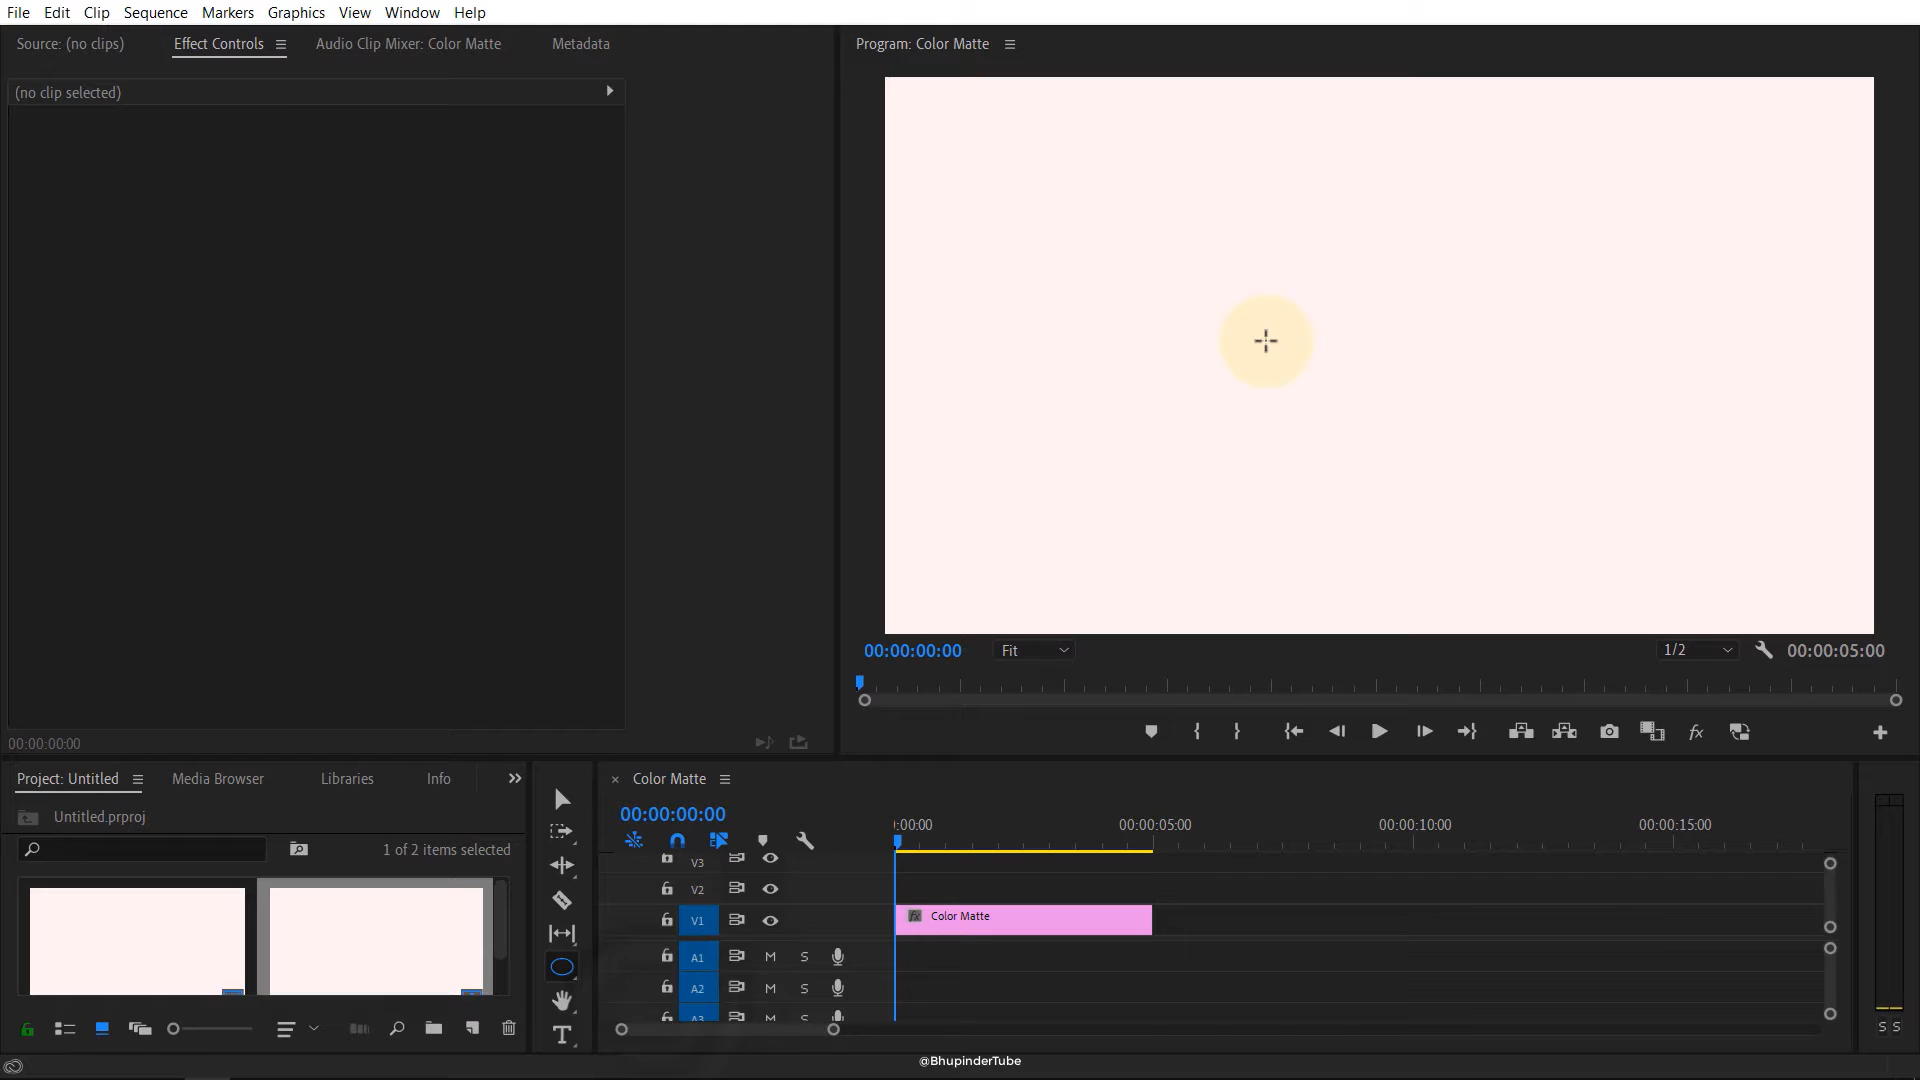 File Edit Clip Sequence Markers Graphics View Window Help
Source: (no clips) Effect Controls Audio Clip Mixer: Color Matte Metadata
Program: Color Matte
(no clip selected)
00:00:00:00 Fit 1/2 00:00:05:00
fx
00:00:00:00
Project: Untitled Media Browser Libraries Info
Untitled.prproj
1 of 2 items selected
× Color Matte
00:00:00:00
:00:00 00:00:05:00 00:00:10:00 00:00:15:00
V3
V2
V1 fx Color Matte
A1 M S
A2 M S
A3 M S
T
S S
@BhupinderTube